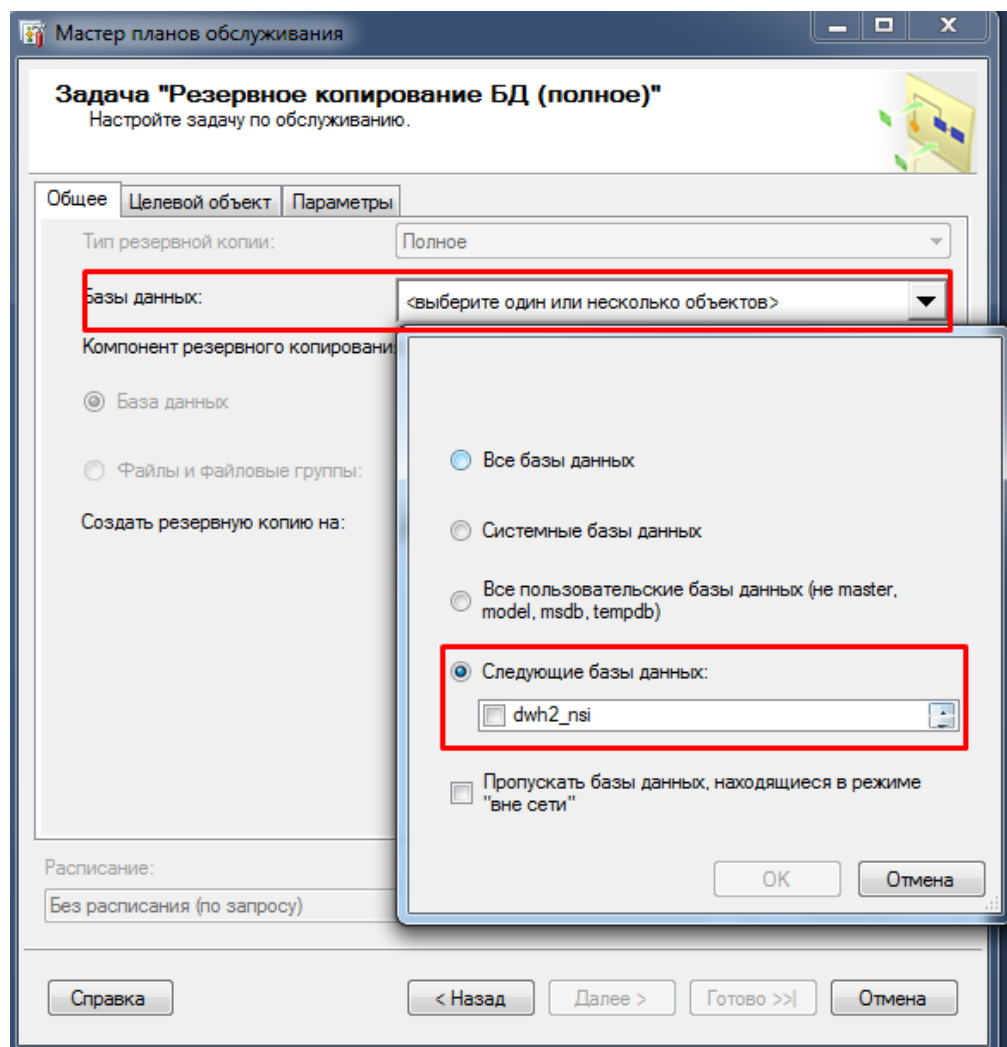 Мастер планов обслуживания
Задача "Резервное копирование БД (полное)"
Настройте задачу по обслуживанию.
Общее
Целевой объект
Параметры
Тип резервной копии:
Полное
Базы данных:
<выберите один или несколько объектов>
Компонент резервного копировани
База данных
Файлы и файловые группы:
Создать резервную копию на:
Все базы данных
Системные базы данных
Все пользовательские базы данных (не master,
model, msdb, tempdb)
Следующие базы данных:
dwh2_nsi
Пропускать базы данных, находящиеся в режиме
"вне сети"
OK
Отмена
Расписание:
Без расписания (по запросу)
Справка
< Назад
Далее >
Готово >>|
Отмена